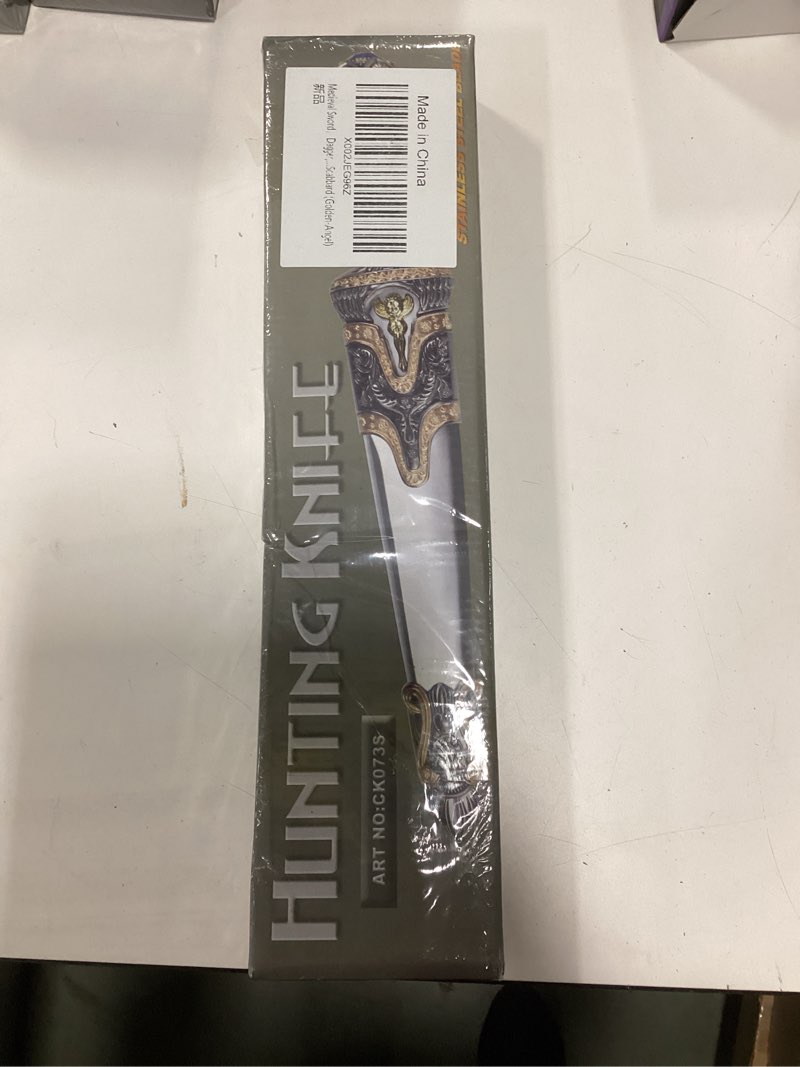 Made in China
X002JEG96Z
Medieval Sword, Dagger,...Scabbard (Golden Angel)
新品
STAINLESS STEEL
HUNTING KNIFE
ART NO:CK073S